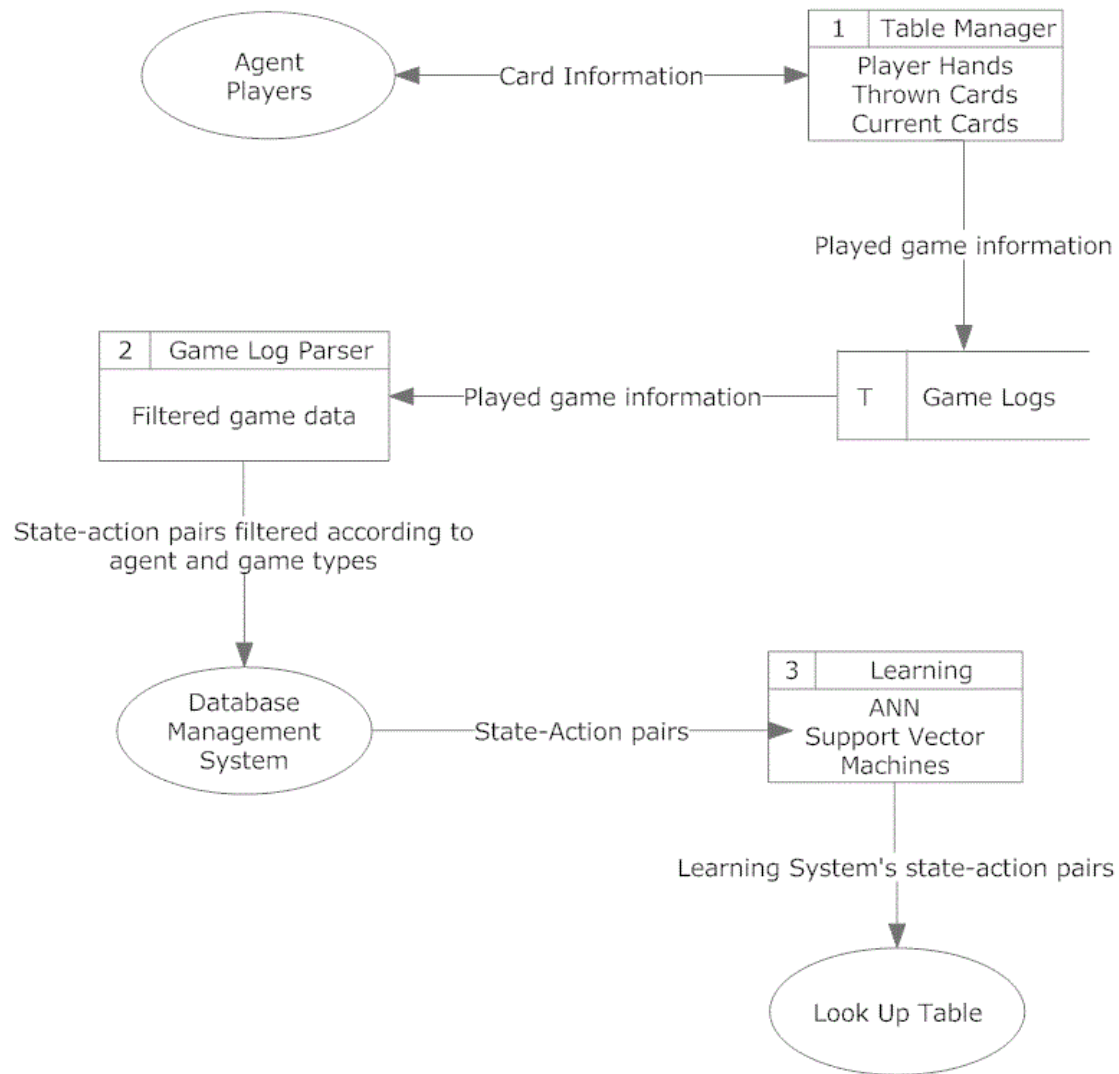 Agent
Players
Card Information
1 Table Manager
Player Hands
Thrown Cards
Current Cards
Played game information
2 Game Log Parser
Filtered game data
Played game information
T Game Logs
State-action pairs filtered according to
agent and game types
Database
Management
System
State-Action pairs
3 Learning
ANN
Support Vector
Machines
Learning System's state-action pairs
Look Up Table